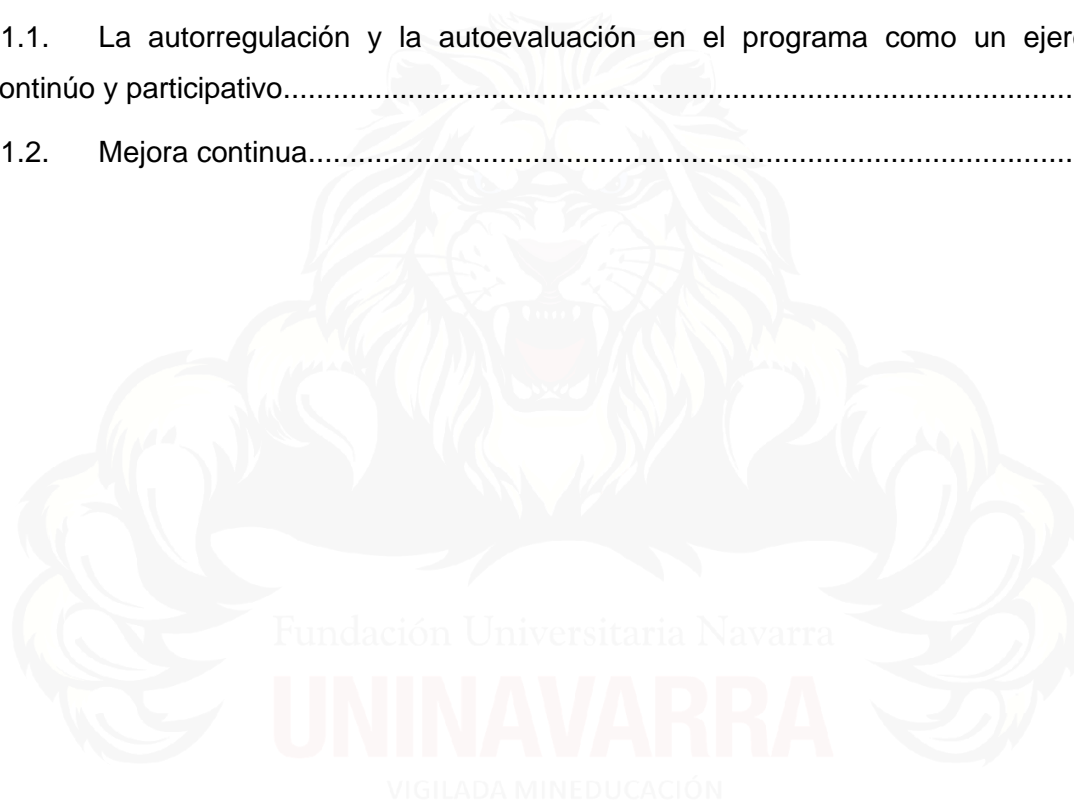 1.1. La autorregulación y la autoevaluación en el programa como un ejer
ontinúo y participativo................................................................................................
1.2. Mejora continua.............................................................................................
Fundación Universitaria Navarra
UNINAVARRA
VIGILADA MINEDUCACIÓN